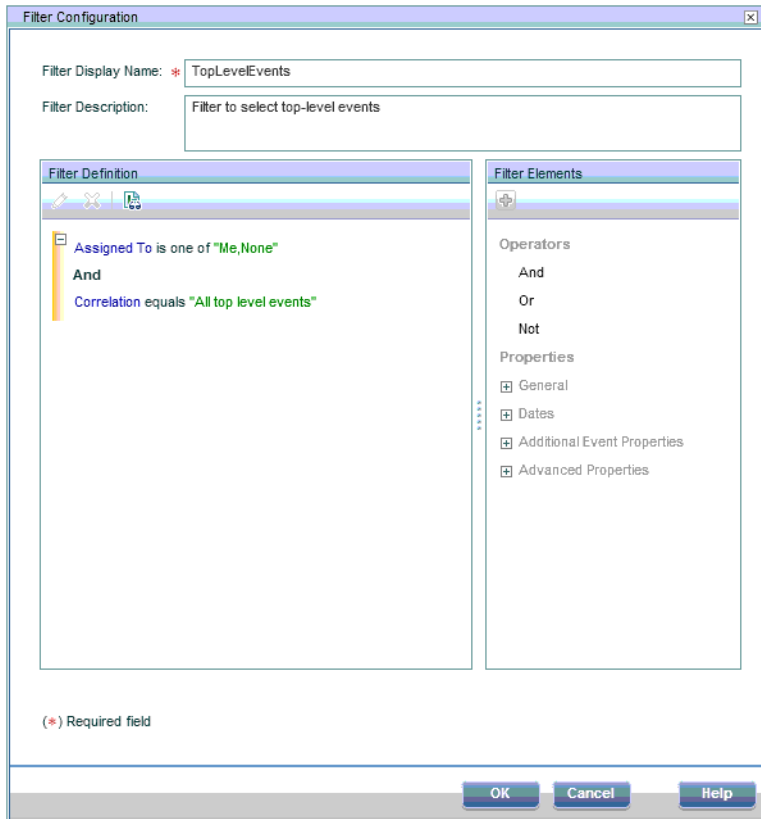 Filter Configuration
Filter Display Name: * TopLevelEvents
Filter Description: Filter to select top-level events
Filter Definition
Assigned To is one of "Me,None"
And
Correlation equals "All top level events"
Filter Elements
Operators
And
Or
Not
Properties
General
Dates
Additional Event Properties
Advanced Properties
(*) Required field
OK Cancel Help